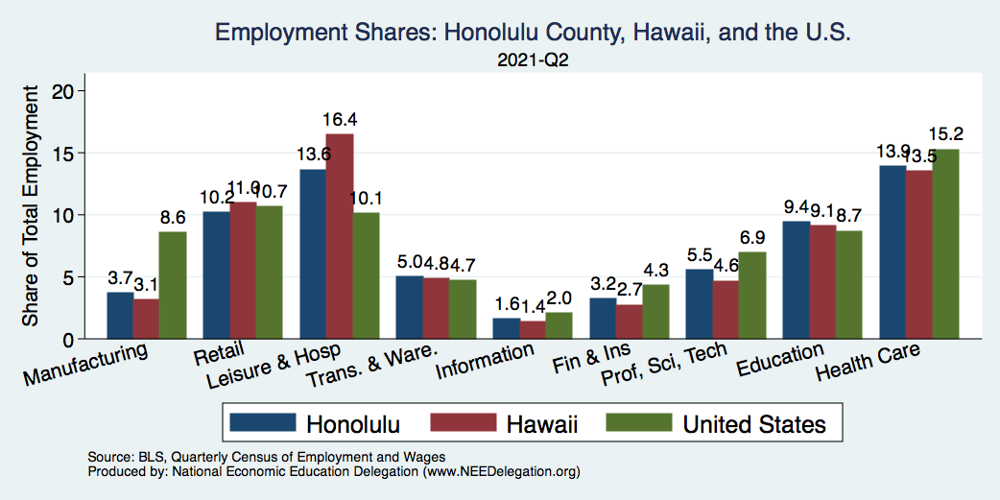 Employment Shares: Honolulu County, Hawaii, and the U.S.
2021-Q2
Share of Total Employment
20
15
10
5
0
3.7 3.1 8.6
10.2 11.0 10.7
13.6 16.4 10.1
5.0 4.8 4.7
1.6 1.4 2.0
3.2 2.7 4.3
5.5 4.6 6.9
9.4 9.1 8.7
13.9 13.5 15.2
Manufacturing
Retail
Leisure & Hosp
Trans. & Ware.
Information
Fin & Ins
Prof, Sci, Tech
Education
Health Care
Honolulu Hawaii United States
Source: BLS, Quarterly Census of Employment and Wages
Produced by: National Economic Education Delegation (www.NEEDelegation.org)